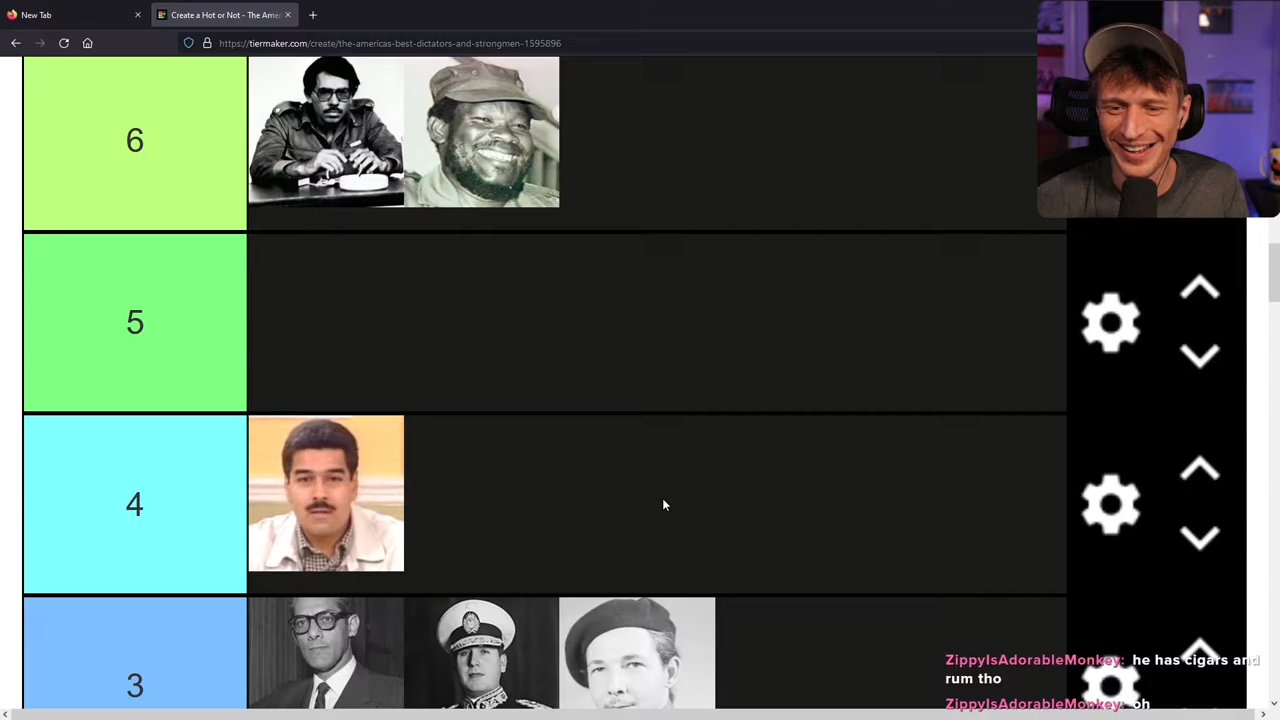 New Tab
Create a Hot or Not - The Ame
https://tiermaker.com/create/the-americas-best-dictators-and-strongmen-1595896
6
5
4
3
ZippyIsAdorableMonkey: he has cigars and
rum tho
ZippyIsAdorableMonkey: oh